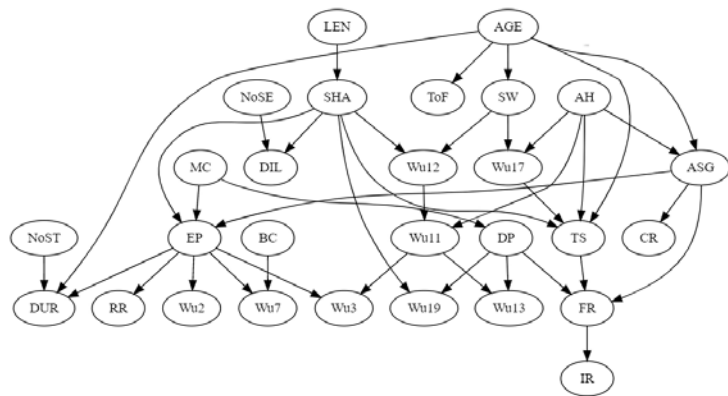 LEN AGE
NoSE SHA ToF SW AH
MC DIL Wu12 Wu17 ASG
NoST EP BC Wu11 DP TS CR
DUR RR Wu2 Wu7 Wu3 Wu19 Wu13 FR
IR